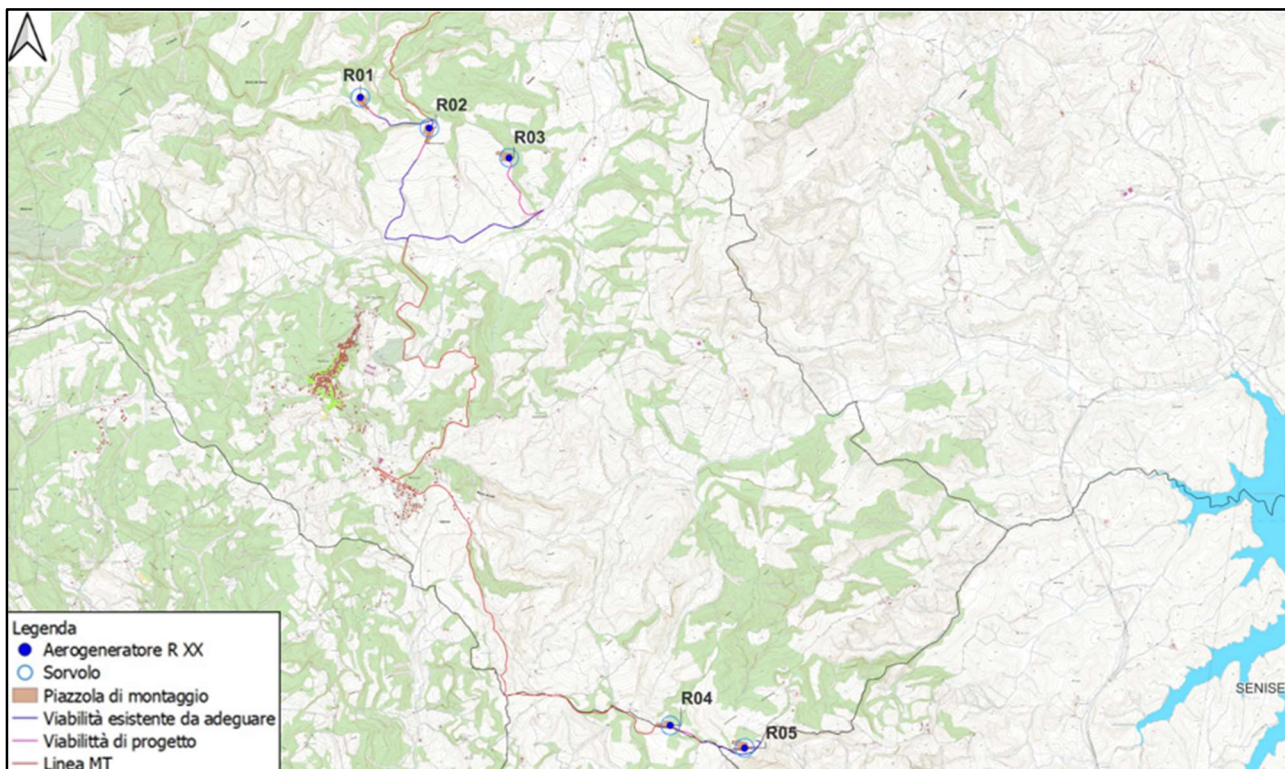 R01
R02
R03
R04
R05
SENISE
Legenda
Aerogeneratore R XX
Sorvolo
Piazzola di montaggio
Viabilità esistente da adeguare
Viabilittà di progetto
Linea MT